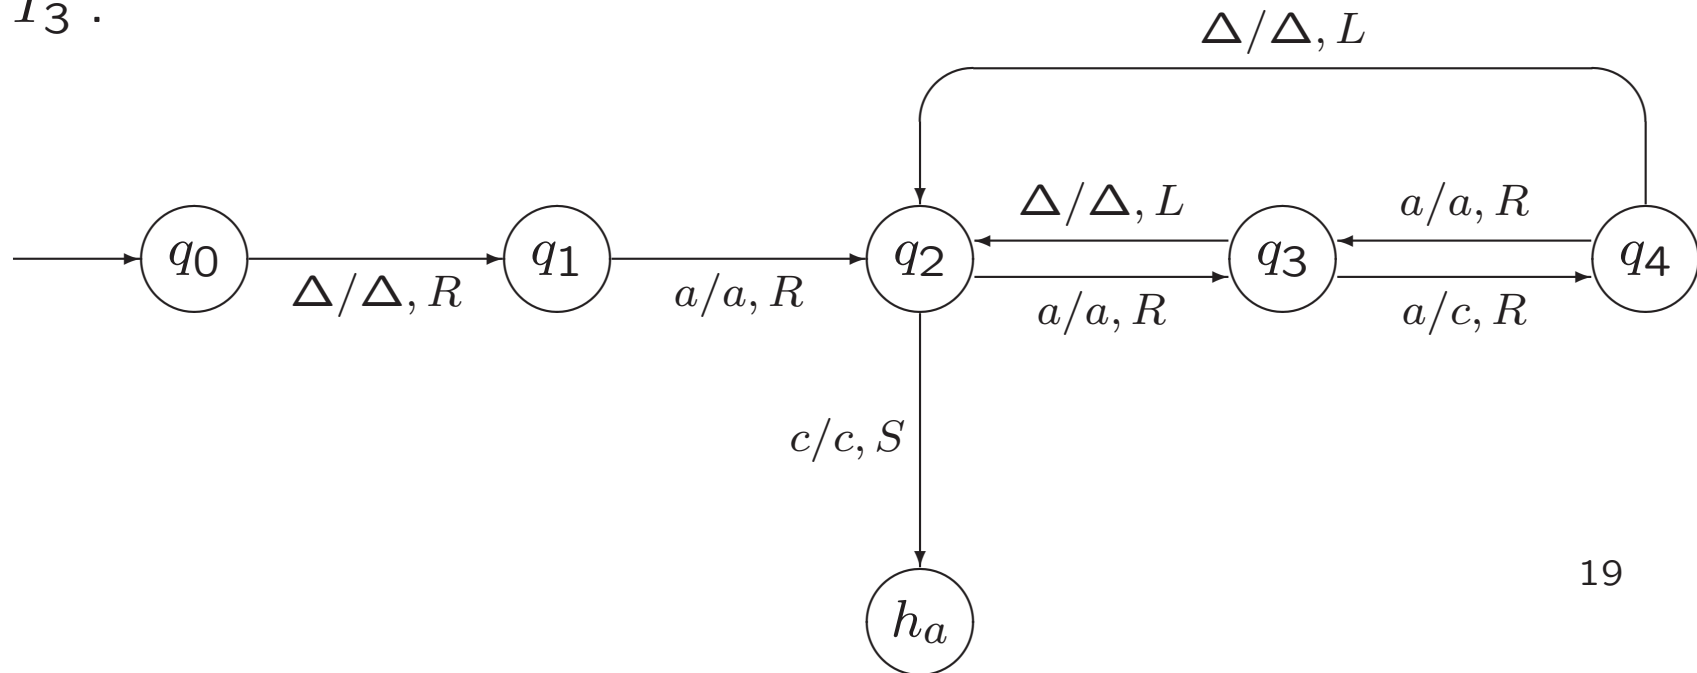 T₃ .
Δ/Δ, L
Δ/Δ, L
a/a, R
q₀
q₁
q₂
q₃
q₄
Δ/Δ, R
a/a, R
a/a, R
a/c, R
c/c, S
19
hₐ